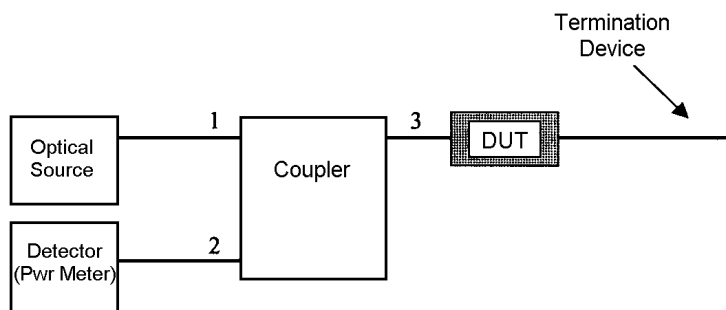 Termination
Device
1
3
Optical
Source
Coupler
DUT
2
Detector
(Pwr Meter)